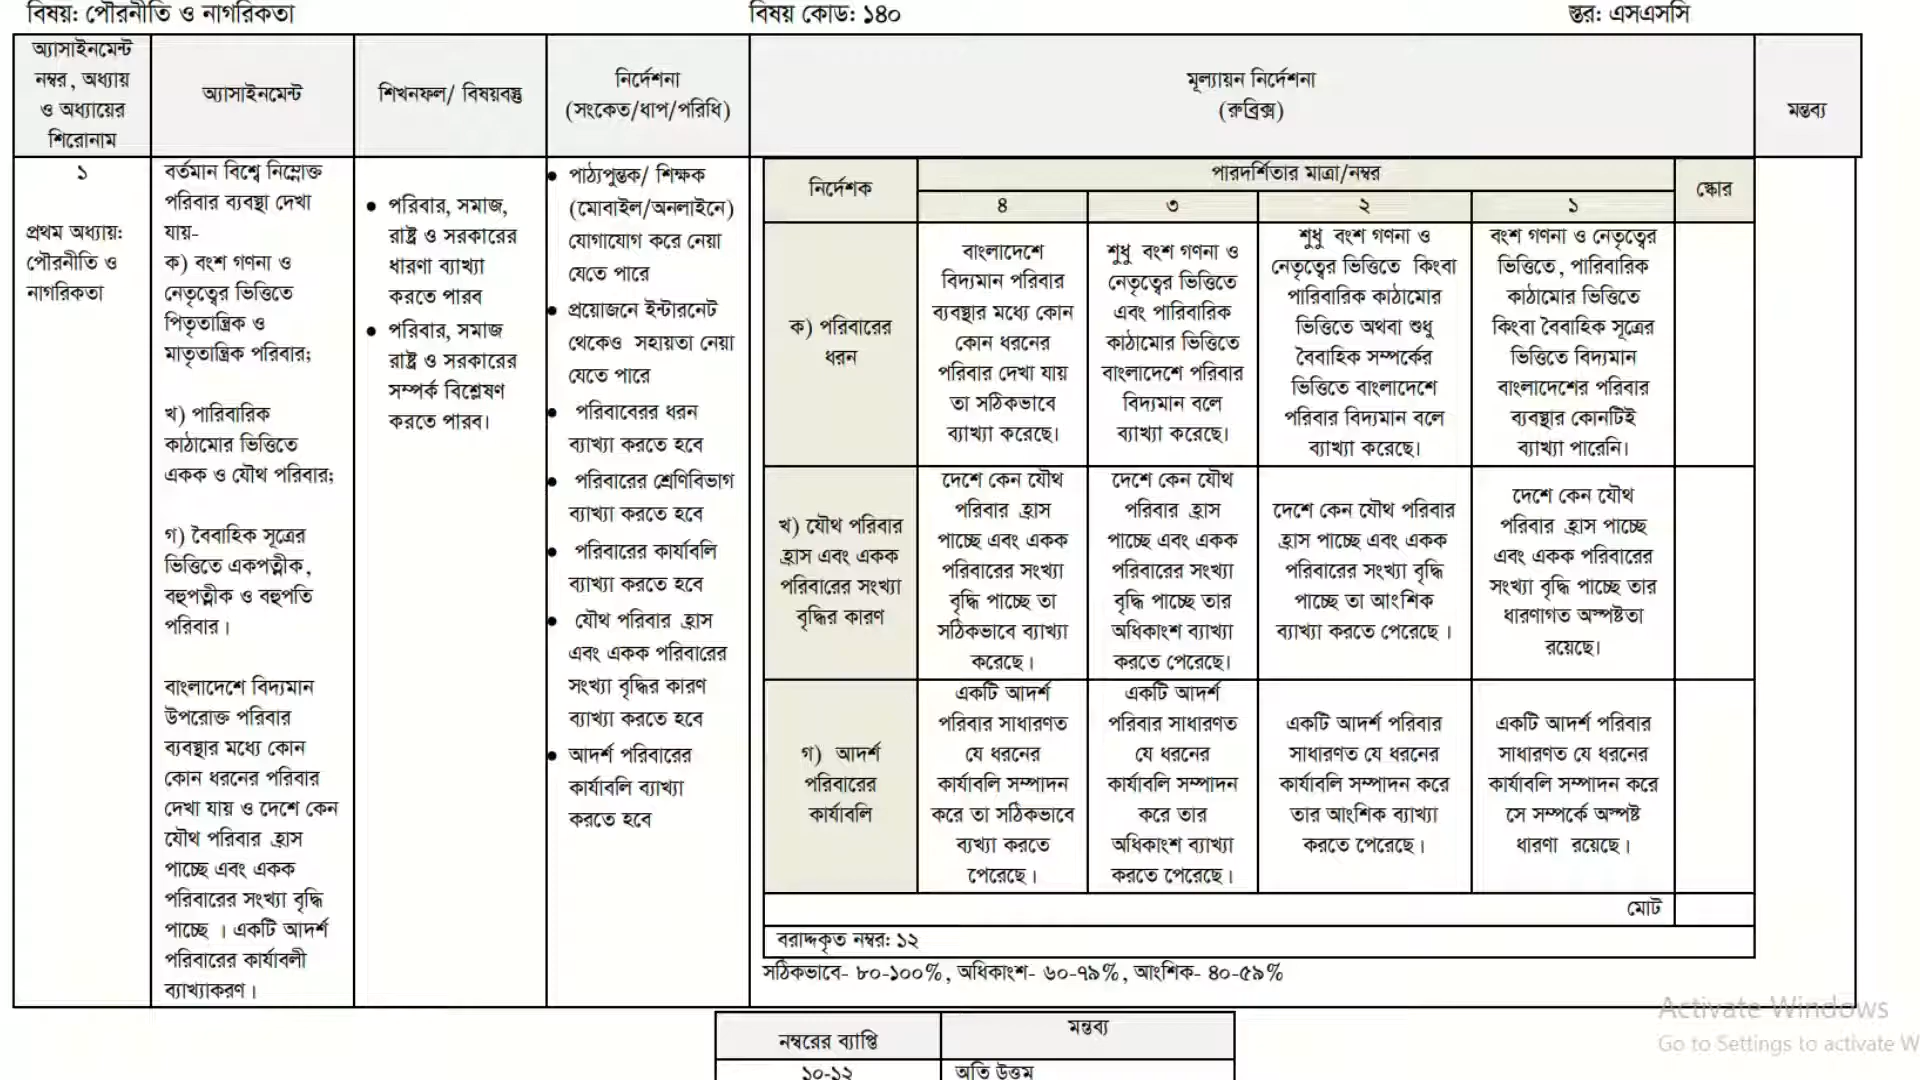 বিষয়: পৌরনীতি ও নাগরিকতা
বিষয় কোড: ১৪০
স্তর: এসএসসি
অ্যাসাইনমেন্ট
নম্বর, অধ্যায়
ও অধ্যায়ের
শিরোনাম
অ্যাসাইনমেন্ট
শিখনফল/ বিষয়বস্তু
নির্দেশনা
(সংকেত/ধাপ/পরিধি)
মূল্যায়ন নির্দেশনা
(রুব্রিক্স)
মন্তব্য
১
প্রথম অধ্যায়:
পৌরনীতি ও
নাগরিকতা
বর্তমান বিশ্বে নিম্নোক্ত
পরিবার ব্যবস্থা দেখা
যায়-
ক) বংশ গণনা ও
নেতৃত্বের ভিত্তিতে
পিতৃতান্ত্রিক ও
মাতৃতান্ত্রিক পরিবার;
খ) পারিবারিক
কাঠামোর ভিত্তিতে
একক ও যৌথ পরিবার;
গ) বৈবাহিক সূত্রের
ভিত্তিতে একপত্নীক,
বহুপত্নীক ও বহুপতি
পরিবার।
বাংলাদেশে বিদ্যমান
উপরোক্ত পরিবার
ব্যবস্থার মধ্যে কোন
কোন ধরনের পরিবার
দেখা যায় ও দেশে কেন
যৌথ পরিবার হ্রাস
পাচ্ছে এবং একক
পরিবারের সংখ্যা বৃদ্ধি
পাচ্ছে । একটি আদর্শ
পরিবারের কার্যাবলী
ব্যাখ্যাকরণ।
● পরিবার, সমাজ,
রাষ্ট্র ও সরকারের
ধারণা ব্যাখ্যা
করতে পারব
● পরিবার, সমাজ
রাষ্ট্র ও সরকারের
সম্পর্ক বিশ্লেষণ
করতে পারব।
● পাঠ্যপুস্তক/ শিক্ষক
(মোবাইল/অনলাইনে)
যোগাযোগ করে নেয়া
যেতে পারে
● প্রয়োজনে ইন্টারনেট
থেকেও সহায়তা নেয়া
যেতে পারে
● পরিবাবেরর ধরন
ব্যাখ্যা করতে হবে
● পরিবারের শ্রেণিবিভাগ
ব্যাখ্যা করতে হবে
● পরিবারের কার্যাবলি
ব্যাখ্যা করতে হবে
● যৌথ পরিবার হ্রাস
এবং একক পরিবারের
সংখ্যা বৃদ্ধির কারণ
ব্যাখ্যা করতে হবে
● আদর্শ পরিবারের
কার্যাবলি ব্যাখ্যা
করতে হবে
নির্দেশক
পারদর্শিতার মাত্রা/নম্বর
স্কোর
৪
৩
২
১
ক) পরিবারের
ধরন
বাংলাদেশে
বিদ্যমান পরিবার
ব্যবস্থার মধ্যে কোন
কোন ধরনের
পরিবার দেখা যায়
তা সঠিকভাবে
ব্যাখ্যা করেছে।
শুধু বংশ গণনা ও
নেতৃত্বের ভিত্তিতে
এবং পারিবারিক
কাঠামোর ভিত্তিতে
বাংলাদেশে পরিবার
বিদ্যমান বলে
ব্যাখ্যা করেছে।
শুধু বংশ গণনা ও
নেতৃত্বের ভিত্তিতে কিংবা
পারিবারিক কাঠামোর
ভিত্তিতে অথবা শুধু
বৈবাহিক সম্পর্কের
ভিত্তিতে বাংলাদেশে
পরিবার বিদ্যমান বলে
ব্যাখ্যা করেছে।
বংশ গণনা ও নেতৃত্বের
ভিত্তিতে, পারিবারিক
কাঠামোর ভিত্তিতে
কিংবা বৈবাহিক সূত্রের
ভিত্তিতে বিদ্যমান
বাংলাদেশের পরিবার
ব্যবস্থার কোনটিই
ব্যাখ্যা পারেনি।
খ) যৌথ পরিবার
হ্রাস এবং একক
পরিবারের সংখ্যা
বৃদ্ধির কারণ
দেশে কেন যৌথ
পরিবার হ্রাস
পাচ্ছে এবং একক
পরিবারের সংখ্যা
বৃদ্ধি পাচ্ছে তা
সঠিকভাবে ব্যাখ্যা
করেছে।
দেশে কেন যৌথ
পরিবার হ্রাস
পাচ্ছে এবং একক
পরিবারের সংখ্যা
বৃদ্ধি পাচ্ছে তার
অধিকাংশ ব্যাখ্যা
করতে পেরেছে।
দেশে কেন যৌথ পরিবার
হ্রাস পাচ্ছে এবং একক
পরিবারের সংখ্যা বৃদ্ধি
পাচ্ছে তা আংশিক
ব্যাখ্যা করতে পেরেছে।
দেশে কেন যৌথ
পরিবার হ্রাস পাচ্ছে
এবং একক পরিবারের
সংখ্যা বৃদ্ধি পাচ্ছে তার
ধারণাগত অস্পষ্টতা
রয়েছে।
গ) আদর্শ
পরিবারের
কার্যাবলি
একটি আদর্শ
পরিবার সাধারণত
যে ধরনের
কার্যাবলি সম্পাদন
করে তা সঠিকভাবে
ব্যখ্যা করতে
পেরেছে।
একটি আদর্শ
পরিবার সাধারণত
যে ধরনের
কার্যাবলি সম্পাদন
করে তার
অধিকাংশ ব্যাখ্যা
করতে পেরেছে।
একটি আদর্শ পরিবার
সাধারণত যে ধরনের
কার্যাবলি সম্পাদন করে
তার আংশিক ব্যাখ্যা
করতে পেরেছে।
একটি আদর্শ পরিবার
সাধারণত যে ধরনের
কার্যাবলি সম্পাদন করে
সে সম্পর্কে অস্পষ্ট
ধারণা রয়েছে।
মোট
বরাদ্দকৃত নম্বর: ১২
সঠিকভাবে- ৮০-১০০%, অধিকাংশ- ৬০-৭৯%, আংশিক- ৪০-৫৯%
নম্বরের ব্যাপ্তি
মন্তব্য
১০-১২
অতি উত্তম
Activate Windows
Go to Settings to activate W